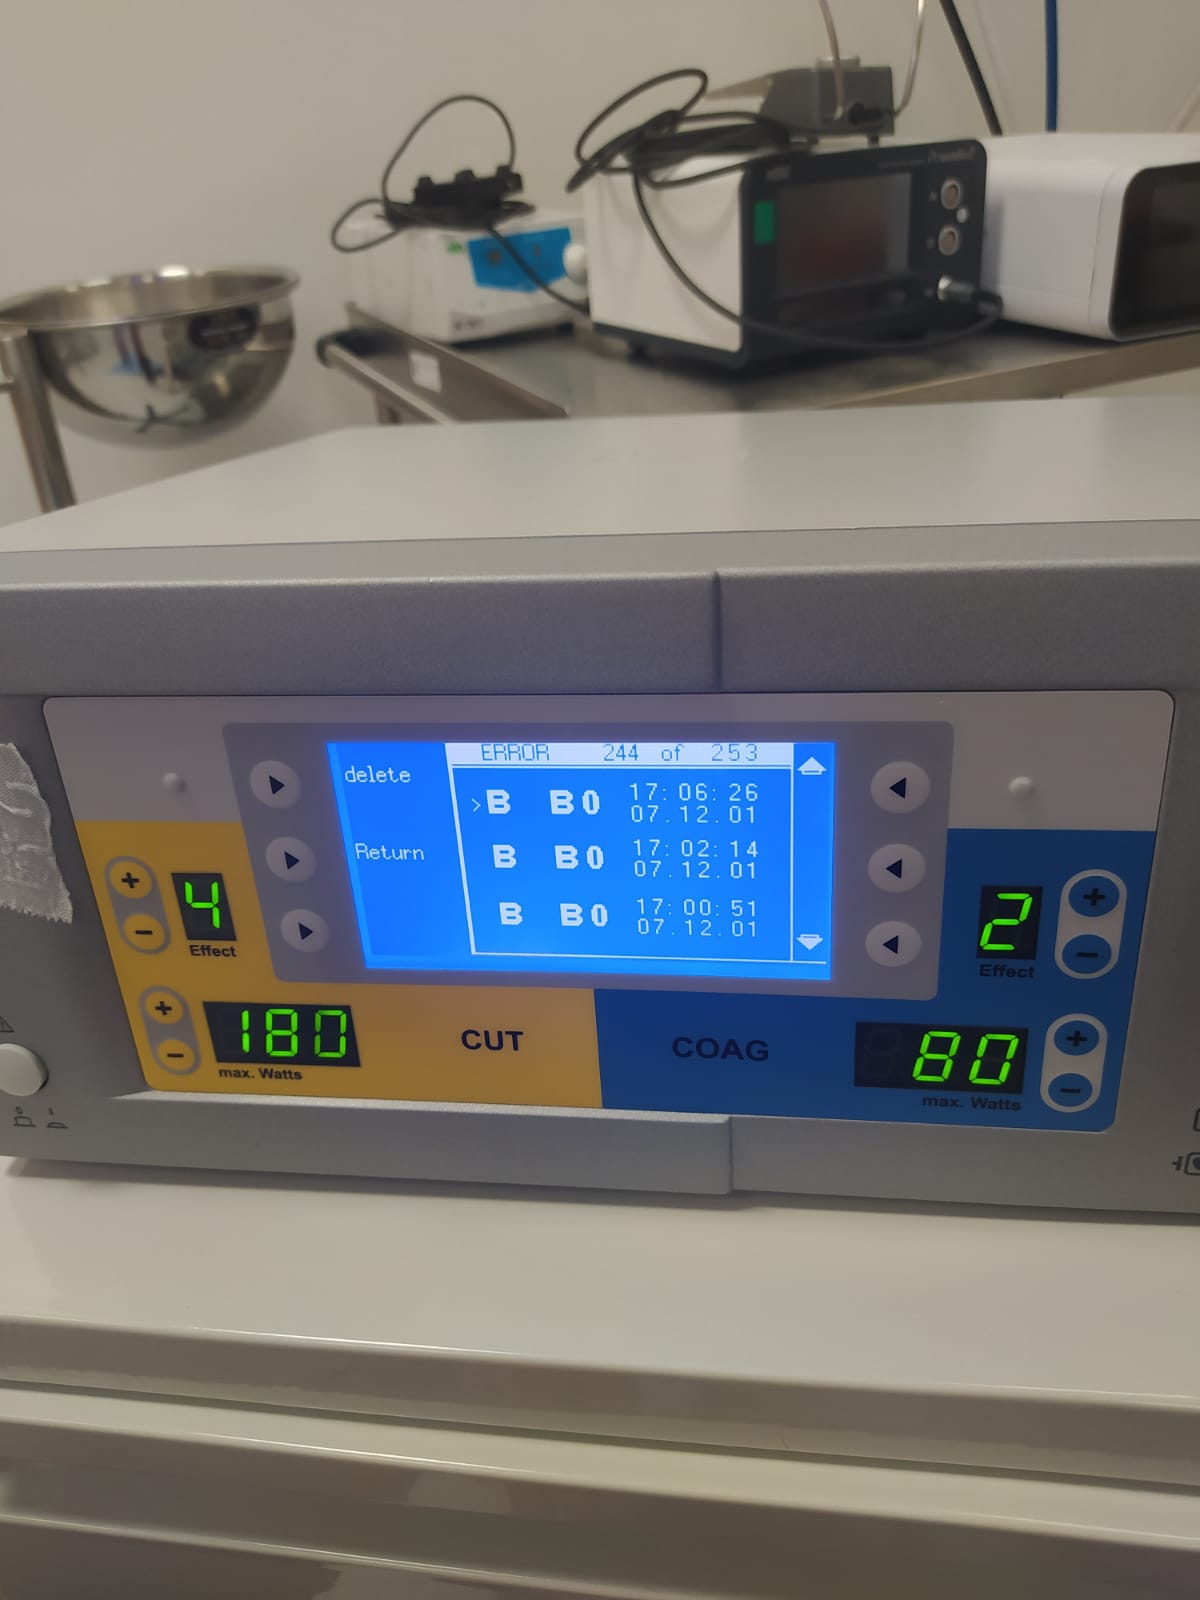 ERROR 244 of 253
delete
>B B0 17:06:26
07.12.01
Return
B B0 17:02:14
07.12.01
B B0 17:00:51
07.12.01
+
-
4
Effect
2
Effect
+
-
+
-
180
max. Watts
CUT
COAG
80
max. Watts
+
-